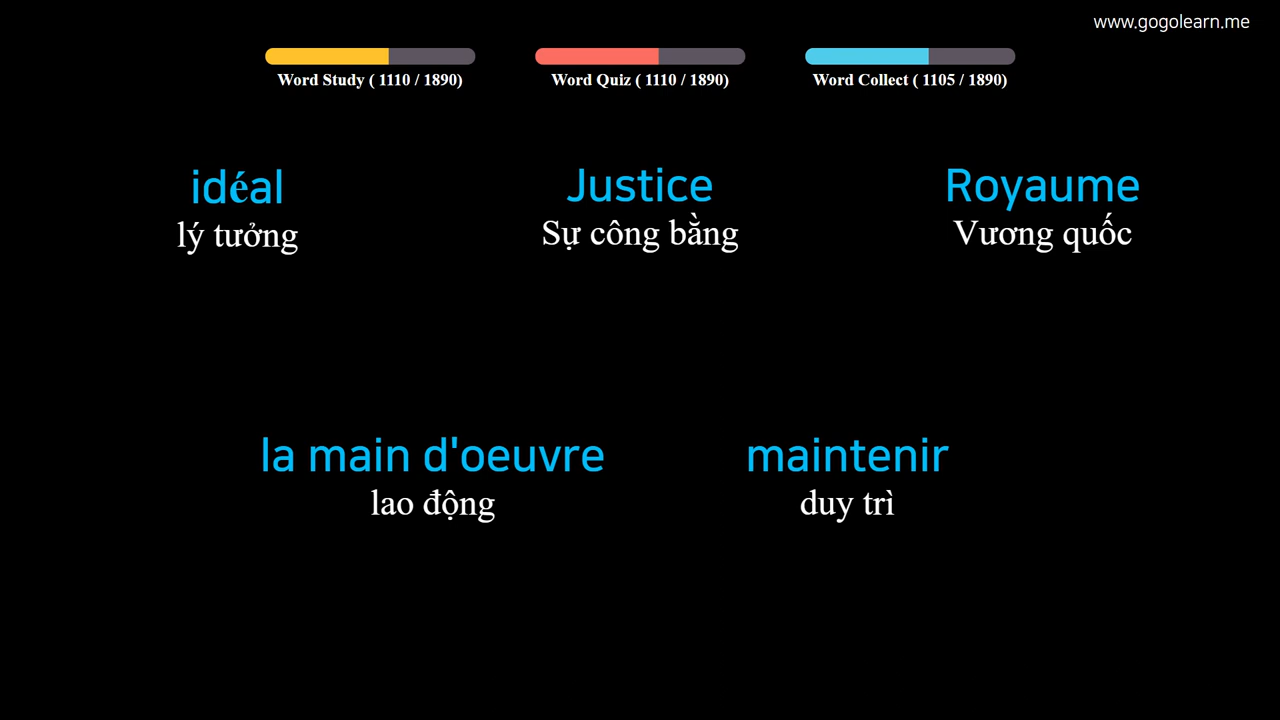 www.gogolearn.me
Word Study ( 1110 / 1890)
Word Quiz ( 1110 / 1890)
Word Collect ( 1105 / 1890)
idéal
lý tưởng
Justice
Sự công bằng
Royaume
Vương quốc
la main d'oeuvre
lao động
maintenir
duy trì